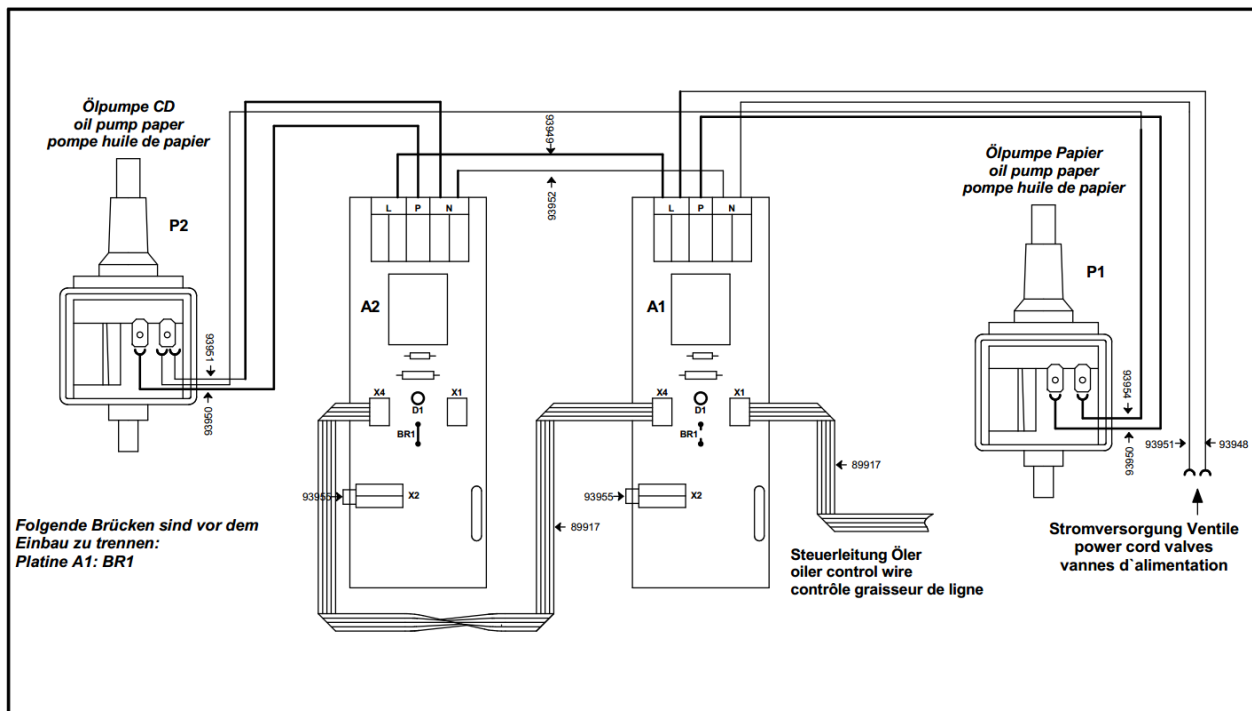 Ölpumpe CD
oil pump paper
pompe huile de papier
P2
93951
93950
93949
93952
L P N
A2
X4
X1
D1
BR1
93955
X2
89917
L P N
A1
X4
X1
D1
BR1
93955
X2
89917
Ölpumpe Papier
oil pump paper
pompe huile de papier
P1
93954
93950
93951
93948
Folgende Brücken sind vor dem
Einbau zu trennen:
Platine A1: BR1
Steuerleitung Öler
oiler control wire
contrôle graisseur de ligne
Stromversorgung Ventile
power cord valves
vannes d`alimentation